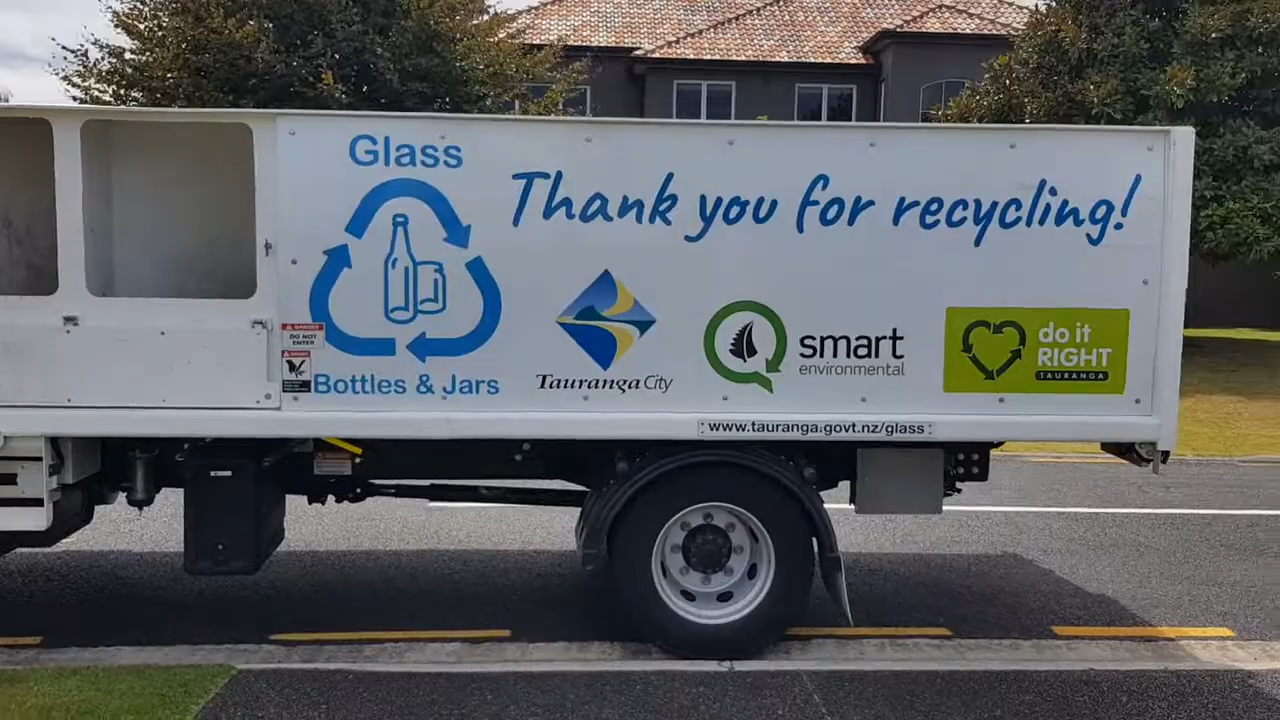 Glass
Thank you for recycling!
Bottles & Jars
DANGER
DO NOT
ENTER
DANGER
Tauranga City
smart
environmental
do it
RIGHT
TAURANGA
www.tauranga.govt.nz/glass